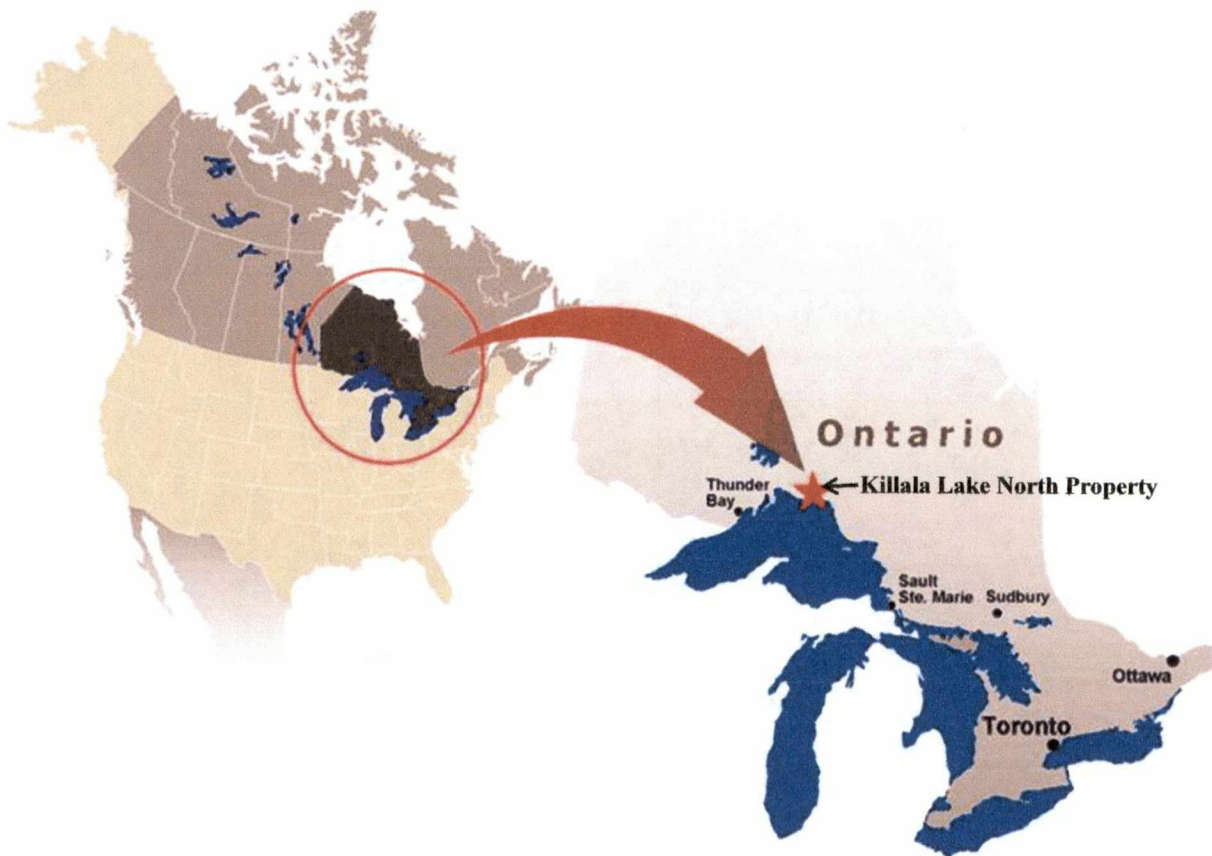 Ontario
Thunder
Bay
Killala Lake North Property
Sault
Ste. Marie
Sudbury
Ottawa
Toronto